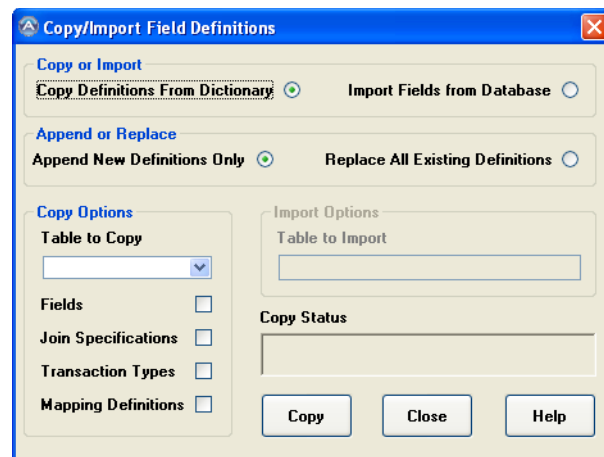 Copy/Import Field Definitions
Copy or Import
Copy Definitions From Dictionary
Import Fields from Database
Append or Replace
Append New Definitions Only
Replace All Existing Definitions
Copy Options
Table to Copy
Fields
Join Specifications
Transaction Types
Mapping Definitions
Import Options
Table to Import
Copy Status
Copy
Close
Help